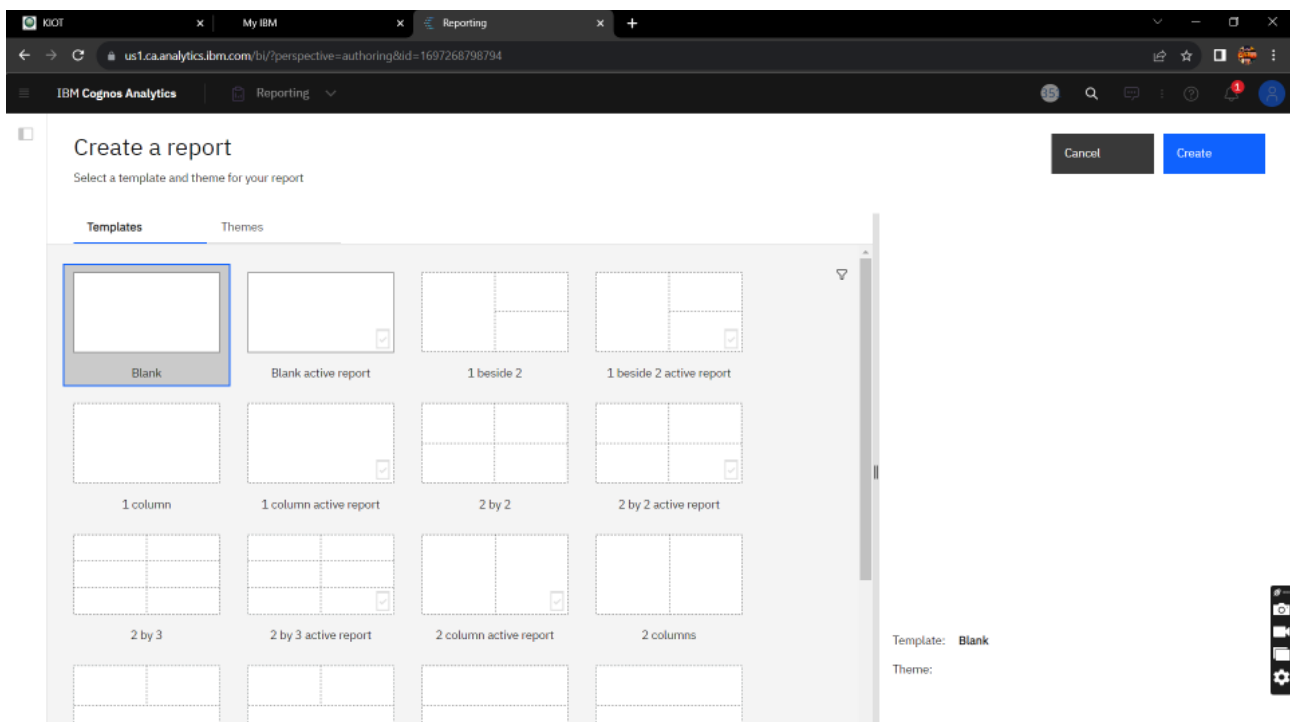 KIOT
My IBM
Reporting
us1.ca.analytics.ibm.com/bi/?perspective=authoring&id=1697268798794
IBM Cognos Analytics
Reporting
35
1
Create a report
Select a template and theme for your report
Cancel
Create
Templates
Themes
Blank
Blank active report
1 beside 2
1 beside 2 active report
1 column
1 column active report
2 by 2
2 by 2 active report
2 by 3
2 by 3 active report
2 column active report
2 columns
Template: Blank
Theme: